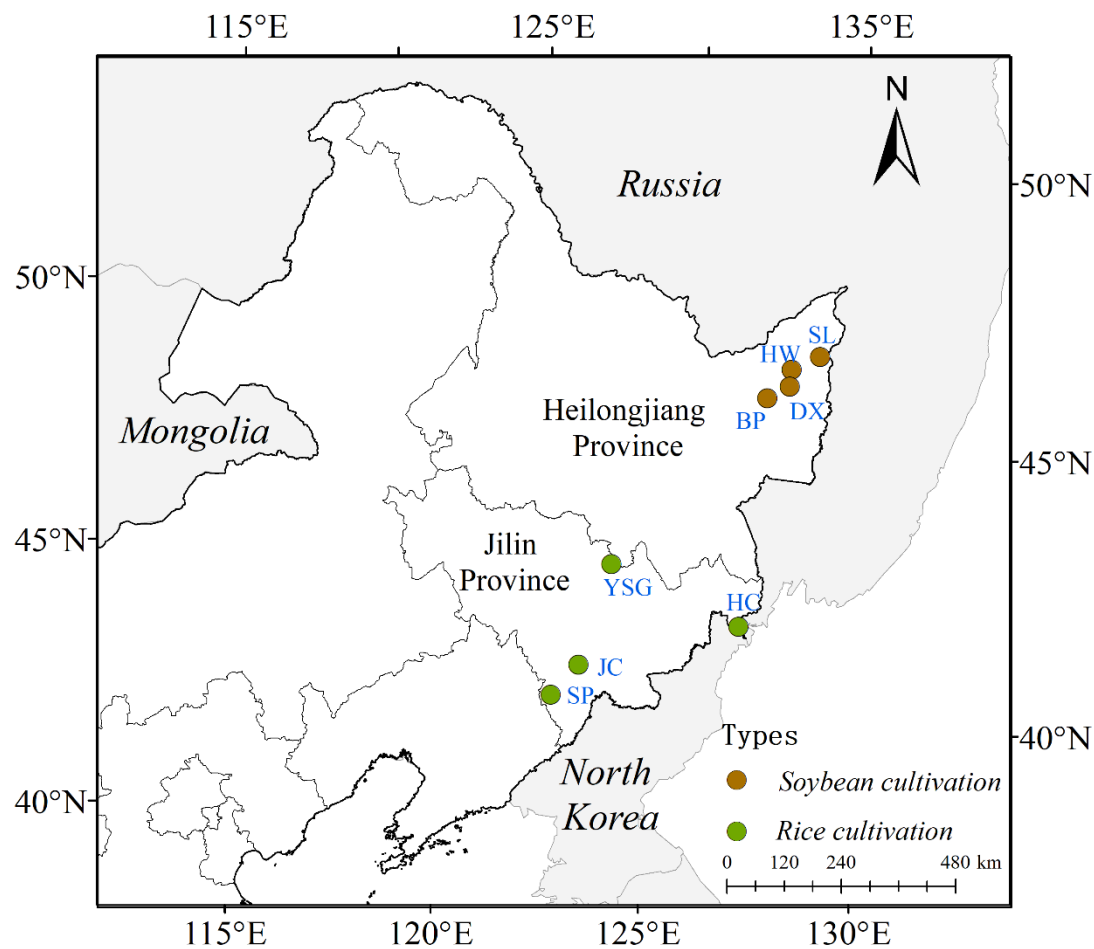 115°E 125°E 135°E
N
Russia
50°N
50°N
SL
HW
DX
BP
Heilongjiang
Province
Mongolia
45°N
45°N
Jilin
Province
YSG
HC
JC
SP
Types
40°N
North
Korea
Soybean cultivation
40°N
Rice cultivation
0 120 240 480 km
115°E 120°E 125°E 130°E